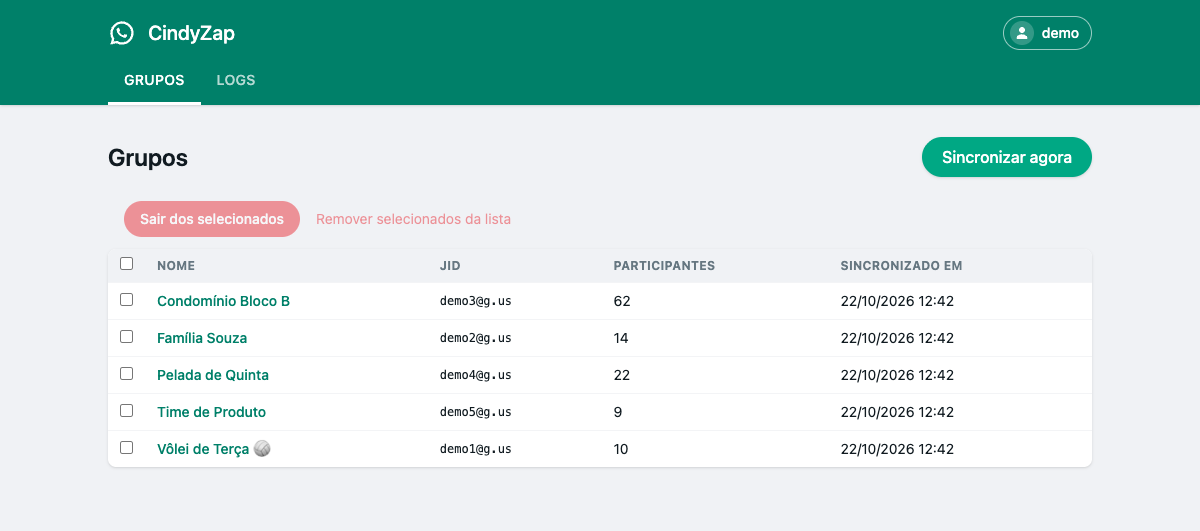 CindyZap
demo
GRUPOS LOGS
Grupos
Sincronizar agora
Sair dos selecionados Remover selecionados da lista
NOME JID PARTICIPANTES SINCRONIZADO EM
Condomínio Bloco B demo3@g.us 62 22/10/2026 12:42
Família Souza demo2@g.us 14 22/10/2026 12:42
Pelada de Quinta demo4@g.us 22 22/10/2026 12:42
Time de Produto demo5@g.us 9 22/10/2026 12:42
Vôlei de Terça 🏐 demo1@g.us 10 22/10/2026 12:42